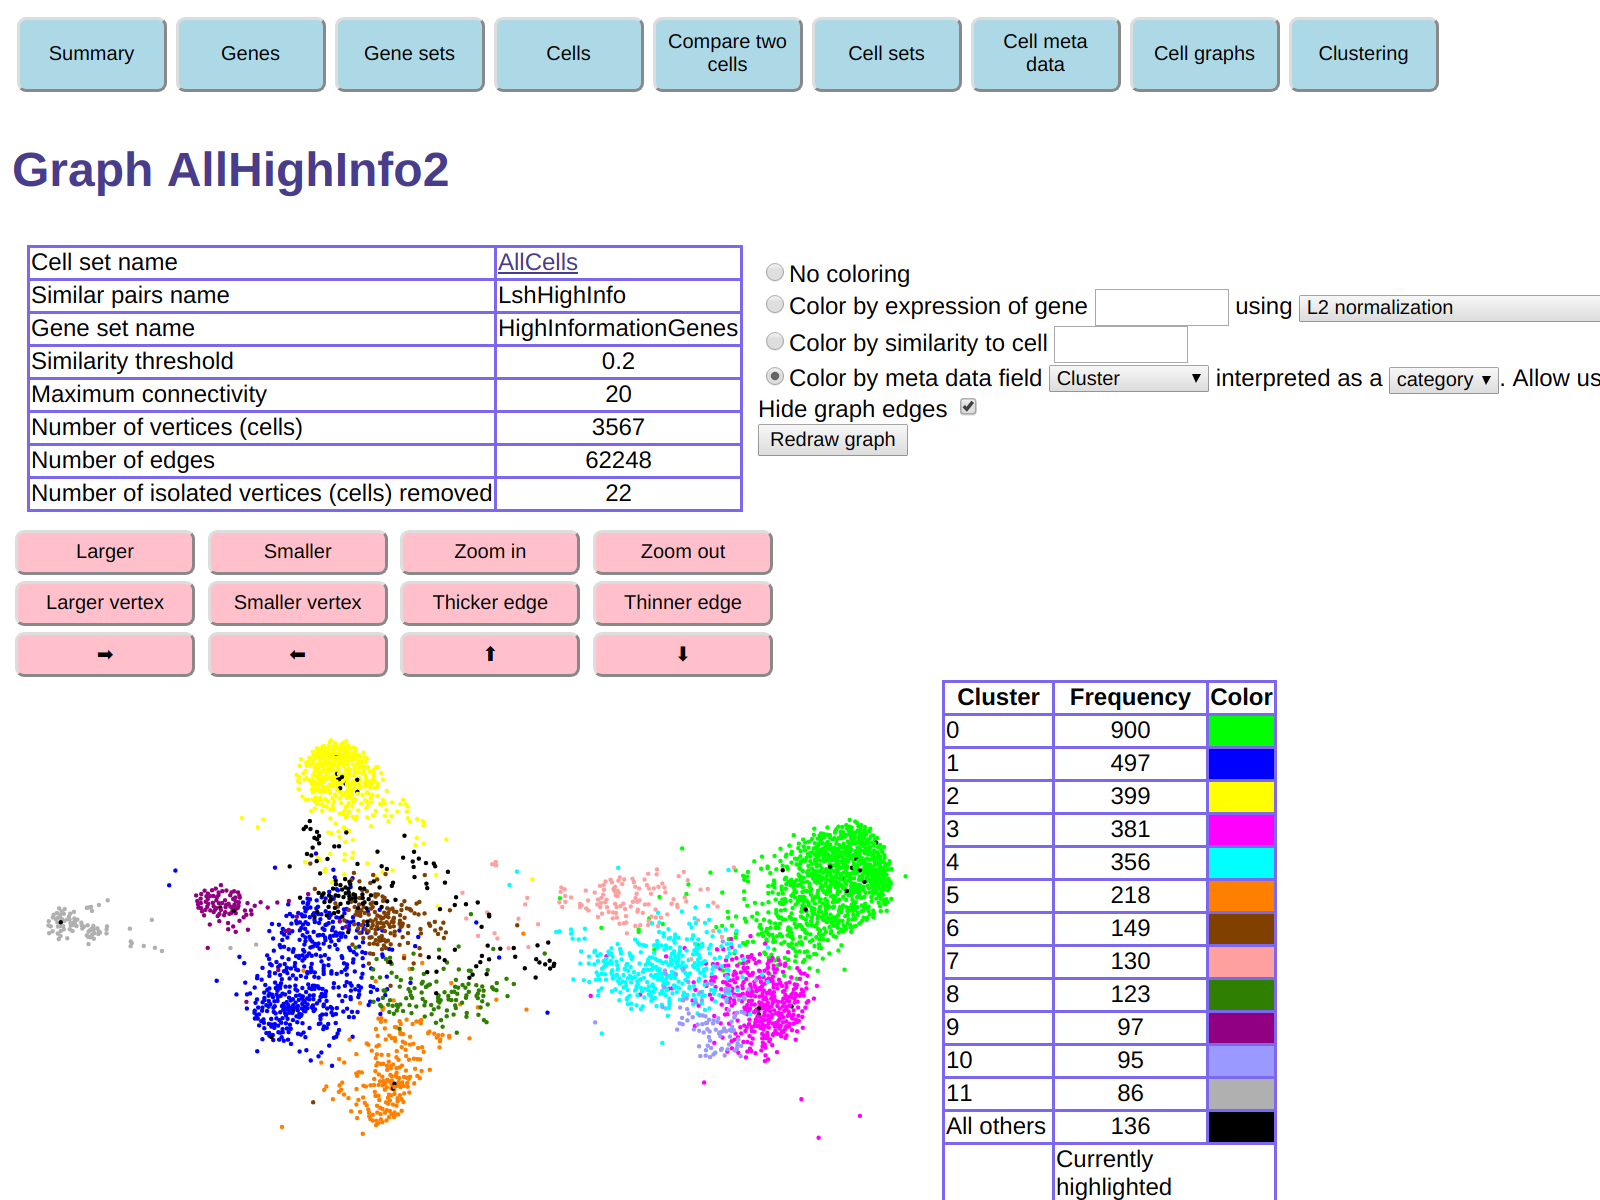 Summary
Genes
Gene sets
Cells
Compare two
cells
Cell sets
Cell meta
data
Cell graphs
Clustering
Graph AllHighInfo2
Cell set name AllCells
Similar pairs name LshHighInfo
Gene set name HighInformationGenes
Similarity threshold 0.2
Maximum connectivity 20
Number of vertices (cells) 3567
Number of edges 62248
Number of isolated vertices (cells) removed 22
No coloring
Color by expression of gene using L2 normalization
Color by similarity to cell
Color by meta data field Cluster interpreted as a category . Allow us
Hide graph edges
Redraw graph
Larger Smaller Zoom in Zoom out
Larger vertex Smaller vertex Thicker edge Thinner edge
➡ ⬅ ⬆ ⬇
Cluster Frequency Color
0 900
1 497
2 399
3 381
4 356
5 218
6 149
7 130
8 123
9 97
10 95
11 86
All others 136
Currently
highlighted